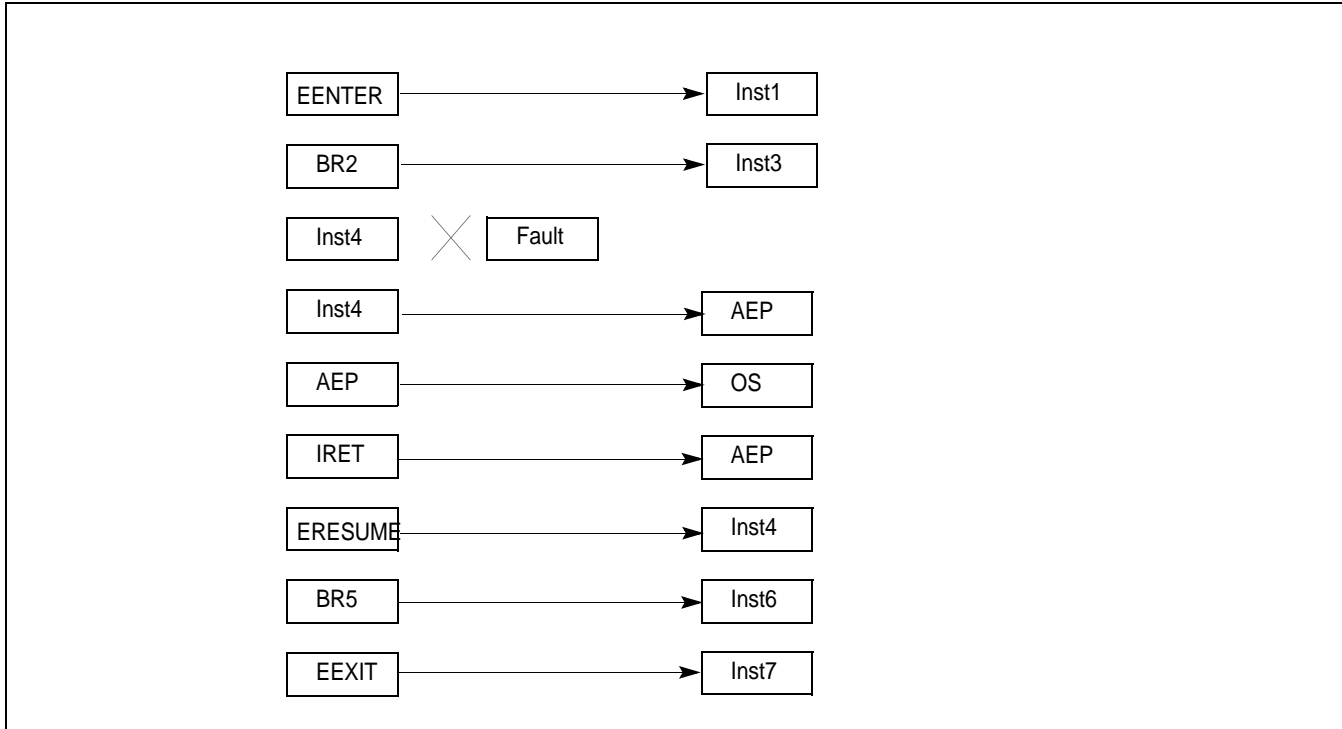 EENTER Inst1
BR2 Inst3
Inst4 Fault
Inst4 AEP
AEP OS
IRET AEP
ERESUME Inst4
BR5 Inst6
EEXIT Inst7